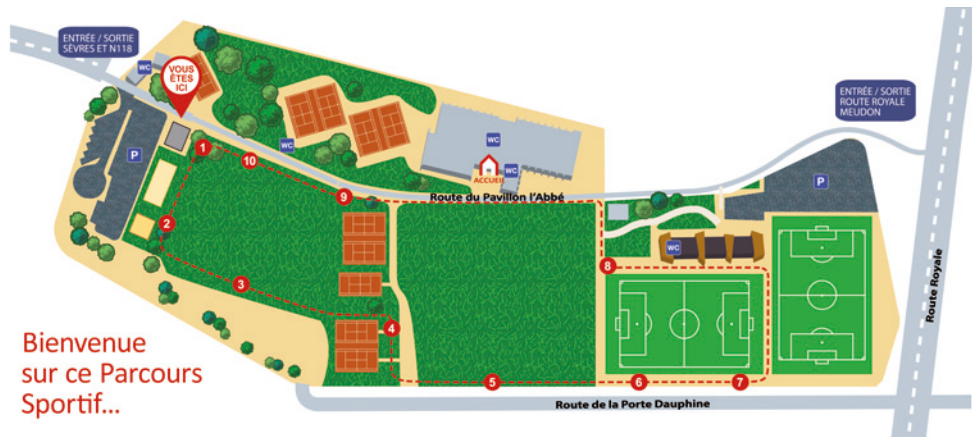 ENTRÉE / SORTIE
SÈVRES ET N118
WC
VOUS
ÊTES
ICI
P
WC
WC
WC
ACCUEIL
ENTRÉE / SORTIE
ROUTE ROYALE
MEUDON
P
1
10
9
Route du Pavillon l'Abbé
2
WC
8
3
4
Route Royale
5
6
7
Bienvenue
sur ce Parcours
Sportif...
Route de la Porte Dauphine